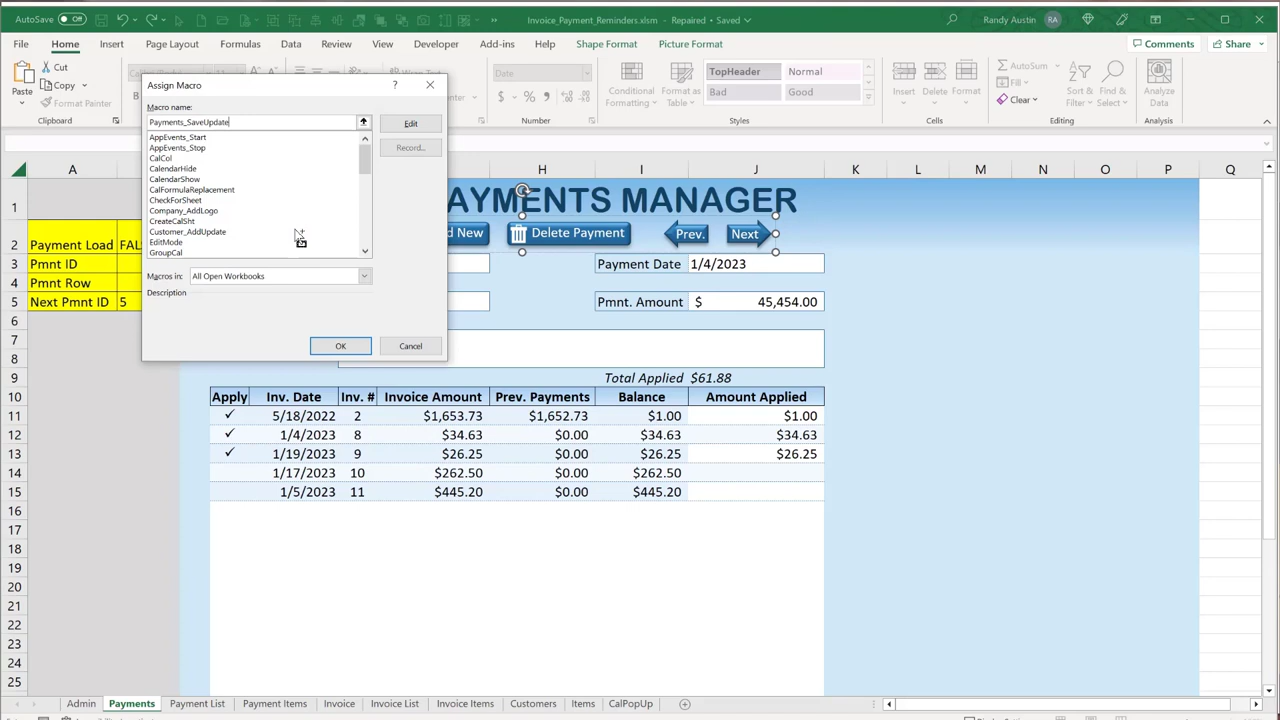 AutoSave Off Invoice_Payment_Reminders.xlsm - Repaired • Saved Randy Austin RA
File Home Insert Page Layout Formulas Data Review View Developer Add-ins Help Shape Format Picture Format Comments Share
Paste Cut Copy Format Painter Clipboard
Date $ % Number
Conditional Formatting Format as Table TopHeader Normal Bad Good Styles
Insert Delete Format Cells
AutoSum Fill Clear Sort & Filter Find & Select Editing
Analyze Data Analysis
Assign Macro ?
Macro name:
Payments_SaveUpdate Edit
AppEvents_Start
AppEvents_Stop Record...
CalCol
CalendarHide
CalendarShow
CalFormulaReplacement
CheckForSheet
Company_AddLogo
CreateCalSht
Customer_AddUpdate
EditMode
GroupCal
Macros in: All Open Workbooks
Description
OK Cancel
A H I J K L M N O P Q
1 PAYMENTS MANAGER
2 Payment Load FAL d New Delete Payment Prev. Next
3 Pmnt ID Payment Date 1/4/2023
4 Pmnt Row
5 Next Pmnt ID 5 Pmnt. Amount $ 45,454.00
6
7
8
9 Total Applied $61.88
10 Apply Inv. Date Inv. # Invoice Amount Prev. Payments Balance Amount Applied
11 ✓ 5/18/2022 2 $1,653.73 $1,652.73 $1.00 $1.00
12 ✓ 1/4/2023 8 $34.63 $0.00 $34.63 $34.63
13 ✓ 1/19/2023 9 $26.25 $0.00 $26.25 $26.25
14 1/17/2023 10 $262.50 $0.00 $262.50
15 1/5/2023 11 $445.20 $0.00 $445.20
16
17
18
19
20
21
22
23
24
25
Admin Payments Payment List Payment Items Invoice Invoice List Invoice Items Customers Items CalPopUp